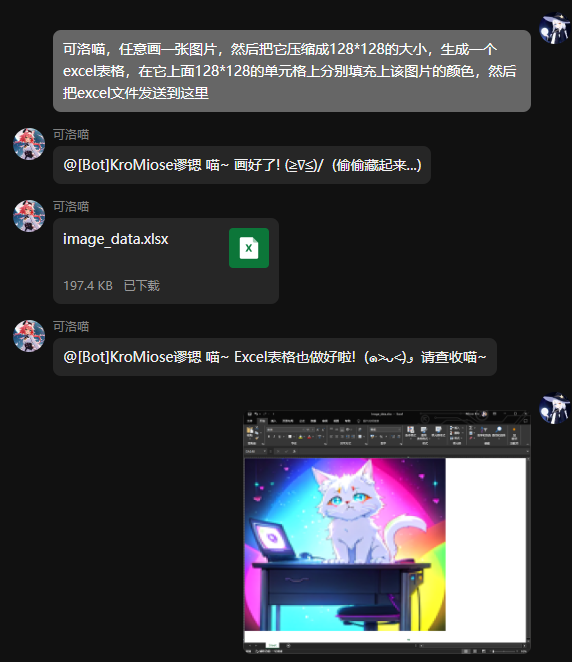 可洛喵，任意画一张图片，然后把它压缩成128*128的大小，生成一个
excel表格，在它上面128*128的单元格上分别填充上该图片的颜色，然后
把excel文件发送到这里
可洛喵
@[Bot]KroMiose谬锶 喵~ 画好了! (≥∇≤)/（偷偷藏起来...)
可洛喵
image_data.xlsx
X
197.4 KB 已下载
可洛喵
@[Bot]KroMiose谬锶 喵~ Excel表格也做好啦!（๑˃̵ᴗ˂̵)و 请查收喵~